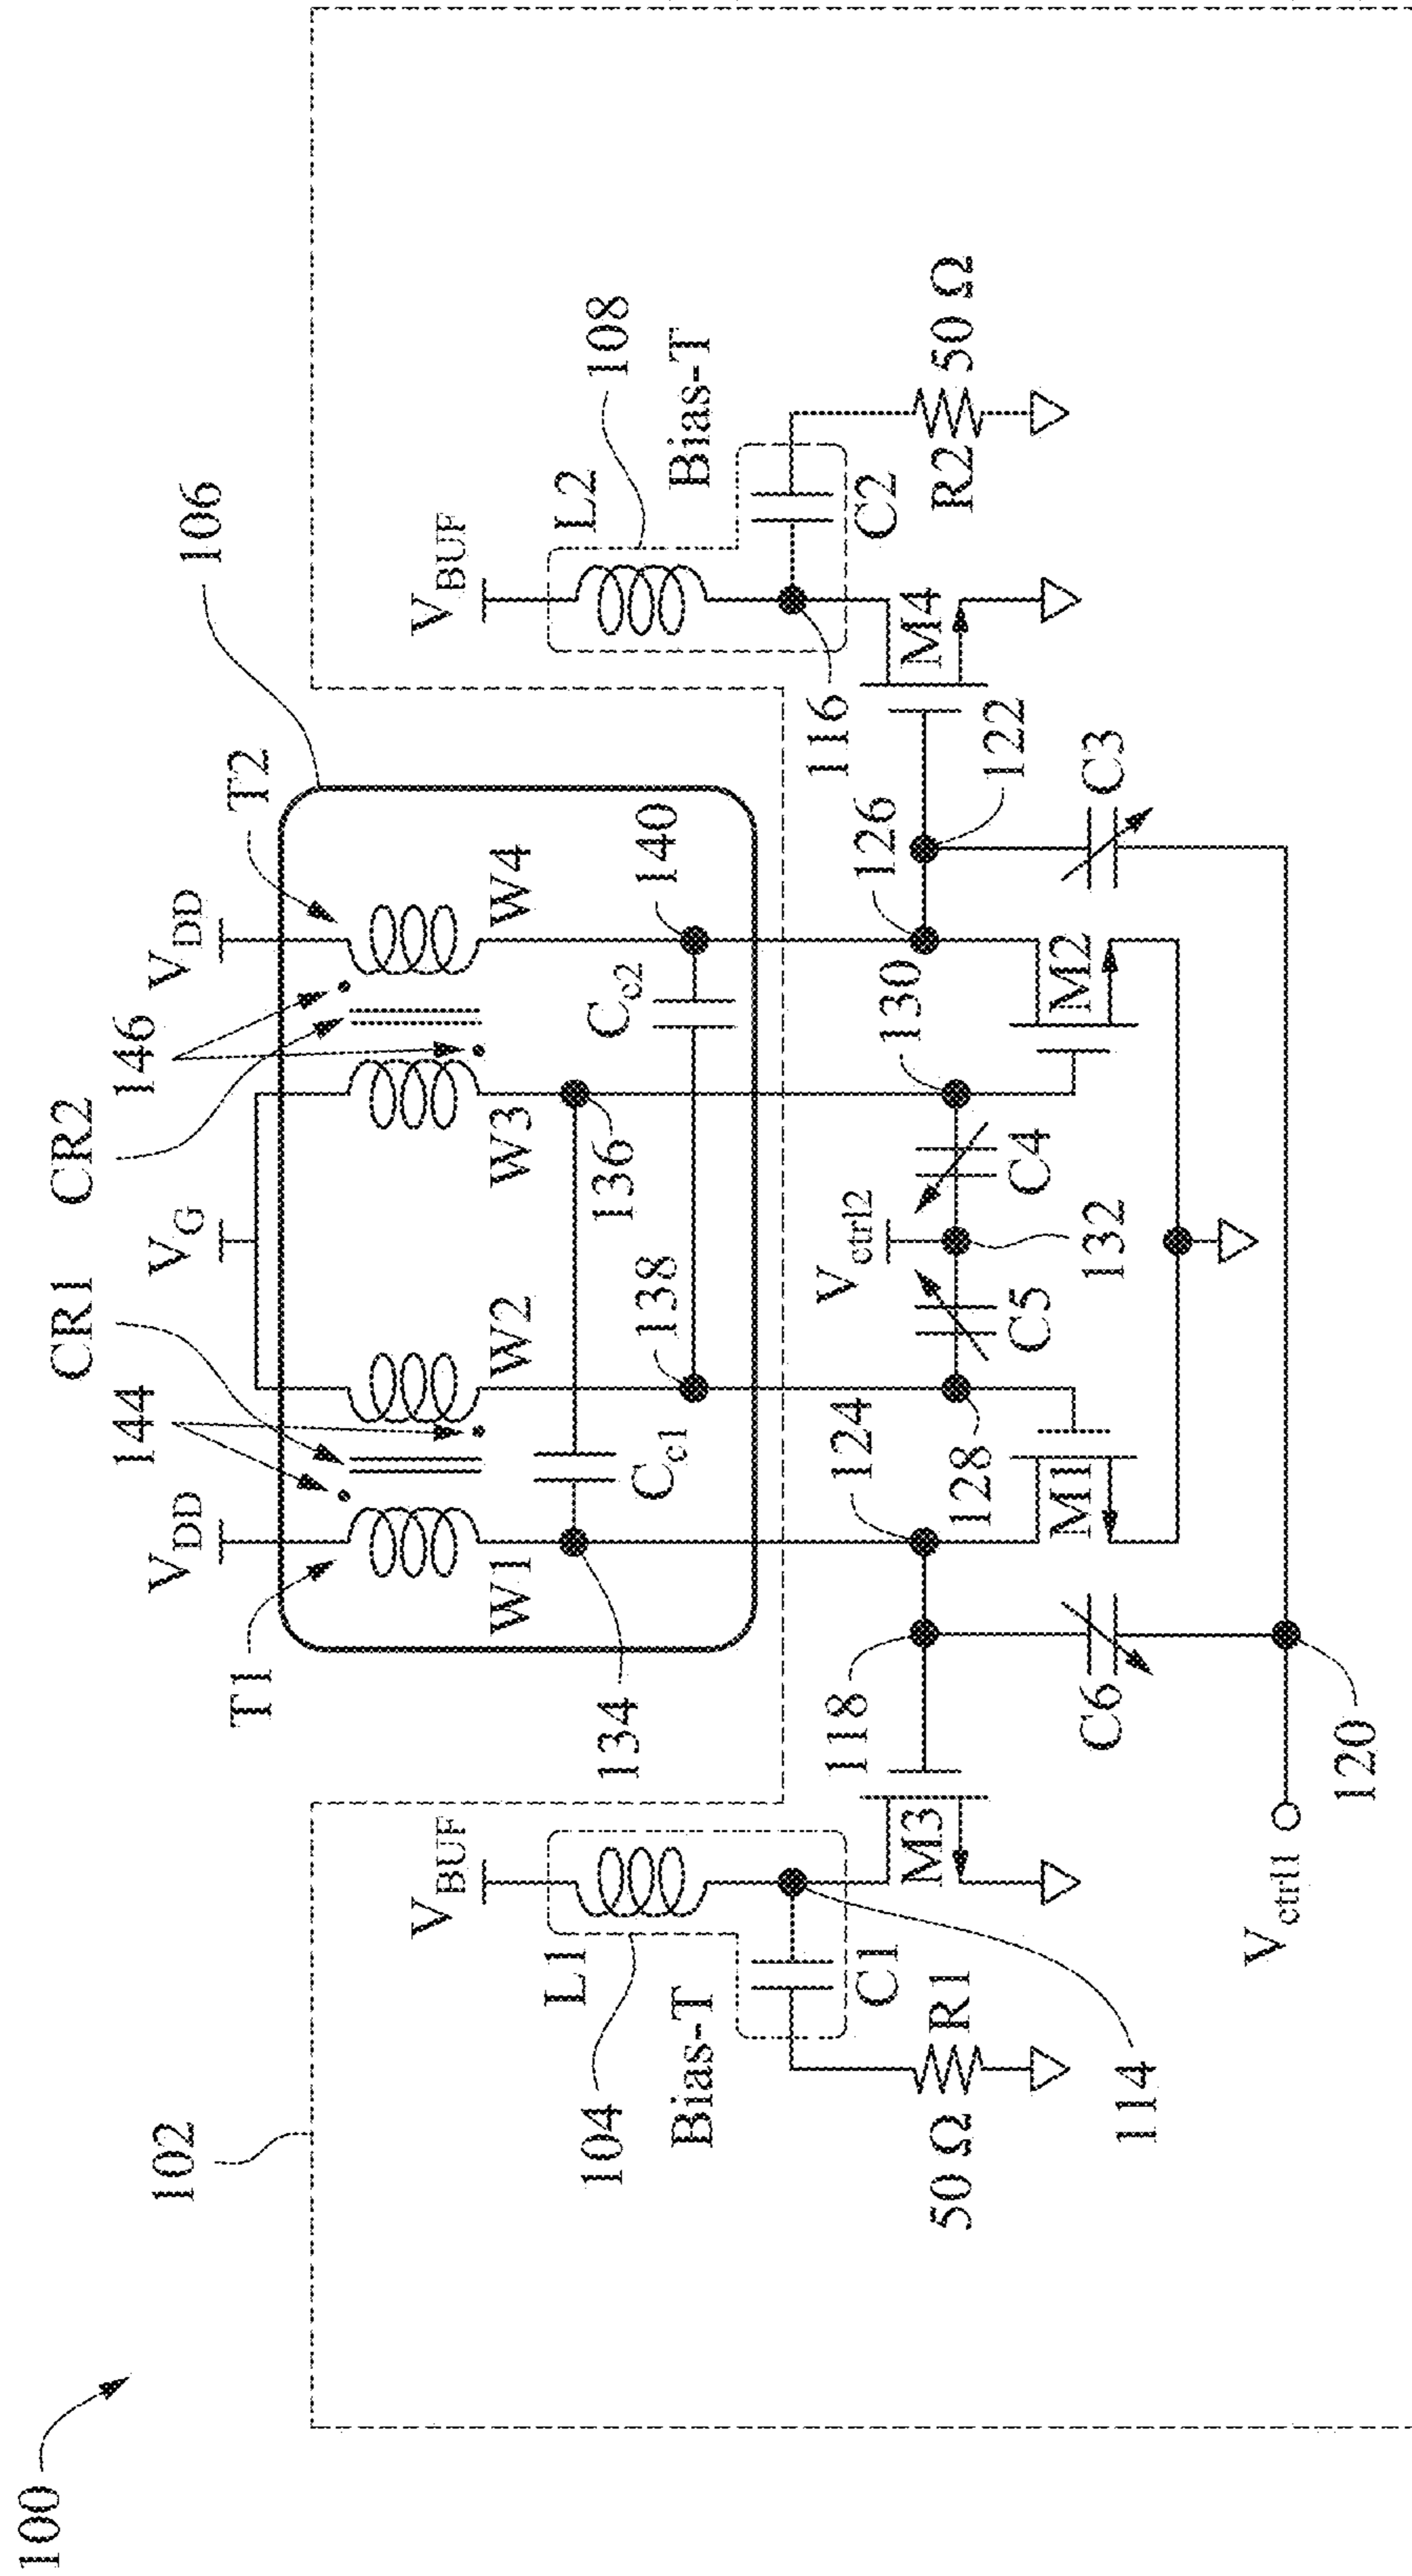 100
102
144
CR1
CR2
146
106
V_DD
V_G
V_DD
T1
T2
W1
W2
W3
W4
134
C_c1
138
136
C_c2
140
V_BUF
V_BUF
L1
L2
104
108
Bias-T
Bias-T
C1
C2
50 Ω
R1
R2
50 Ω
114
116
118
124
128
V_ctrl2
130
126
122
M3
M4
M1
M2
C5
C4
132
C6
C3
V_ctrl1
120